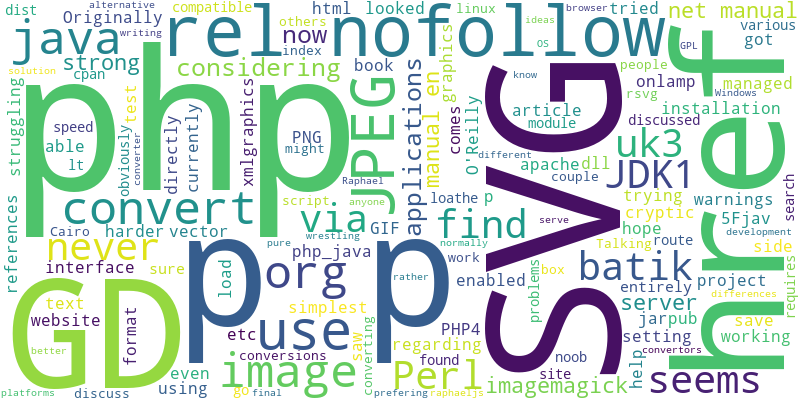 alternative
dist
Originally
writing
compatible
html
looked
linux
tried
browser
ideas
various
OS
GPL
others
index
java
php
rel
nofollow
now
people
net manual
strong
considering
book
graphics
got
cpan
solution
onlamp
Windows
rsvg
managed
know
JPEG
test
xmlgraphics
manual en
O'Reilly
article
discussed
installation
module
struggling
speed
converter
able
lt
obviously
directly
currently
PNG
might
applications
comes
different
uk3
apache
dll
href
JDK1
warnings
SVG
Raphael
script
anyone
loathe
p
couple
trying
cryptic
5Fjav
search
convert
via
find
GIF
hope
route
development
references
Cairo
harder
vector
pure
wrestling
php_java
serve
Talking
side
never
p
org
p
normally
work
box
batik
entirely
project
interface
sure
load
rather
enabled
problems
server
differences
requires
GD
text
simplest
jar
pub
save
website
format
use
etc
PHP4
setting
working
conversions
saw
converting
regarding
found
noob
help
convertors
better
discuss
even
image
Perl
site
seems
platforms
using
go
final
prefering
raphaeljs
imagemagick